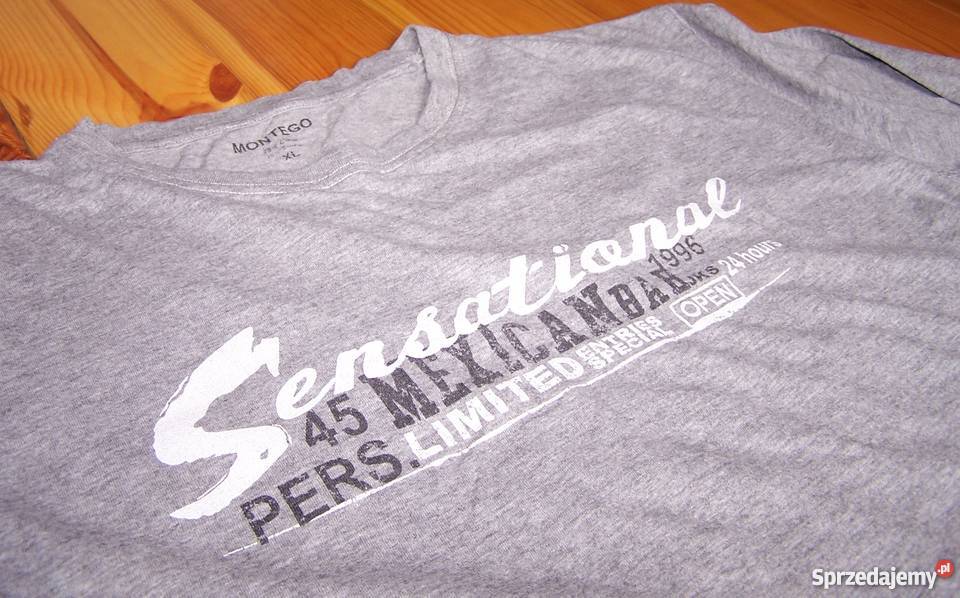 MONTEGO
XL
Sensational
45 MEXICANBAR 1996
PERS. LIMITED ENTRIES SPECIAL OPEN 24 hours
Sprzedajemy.pl